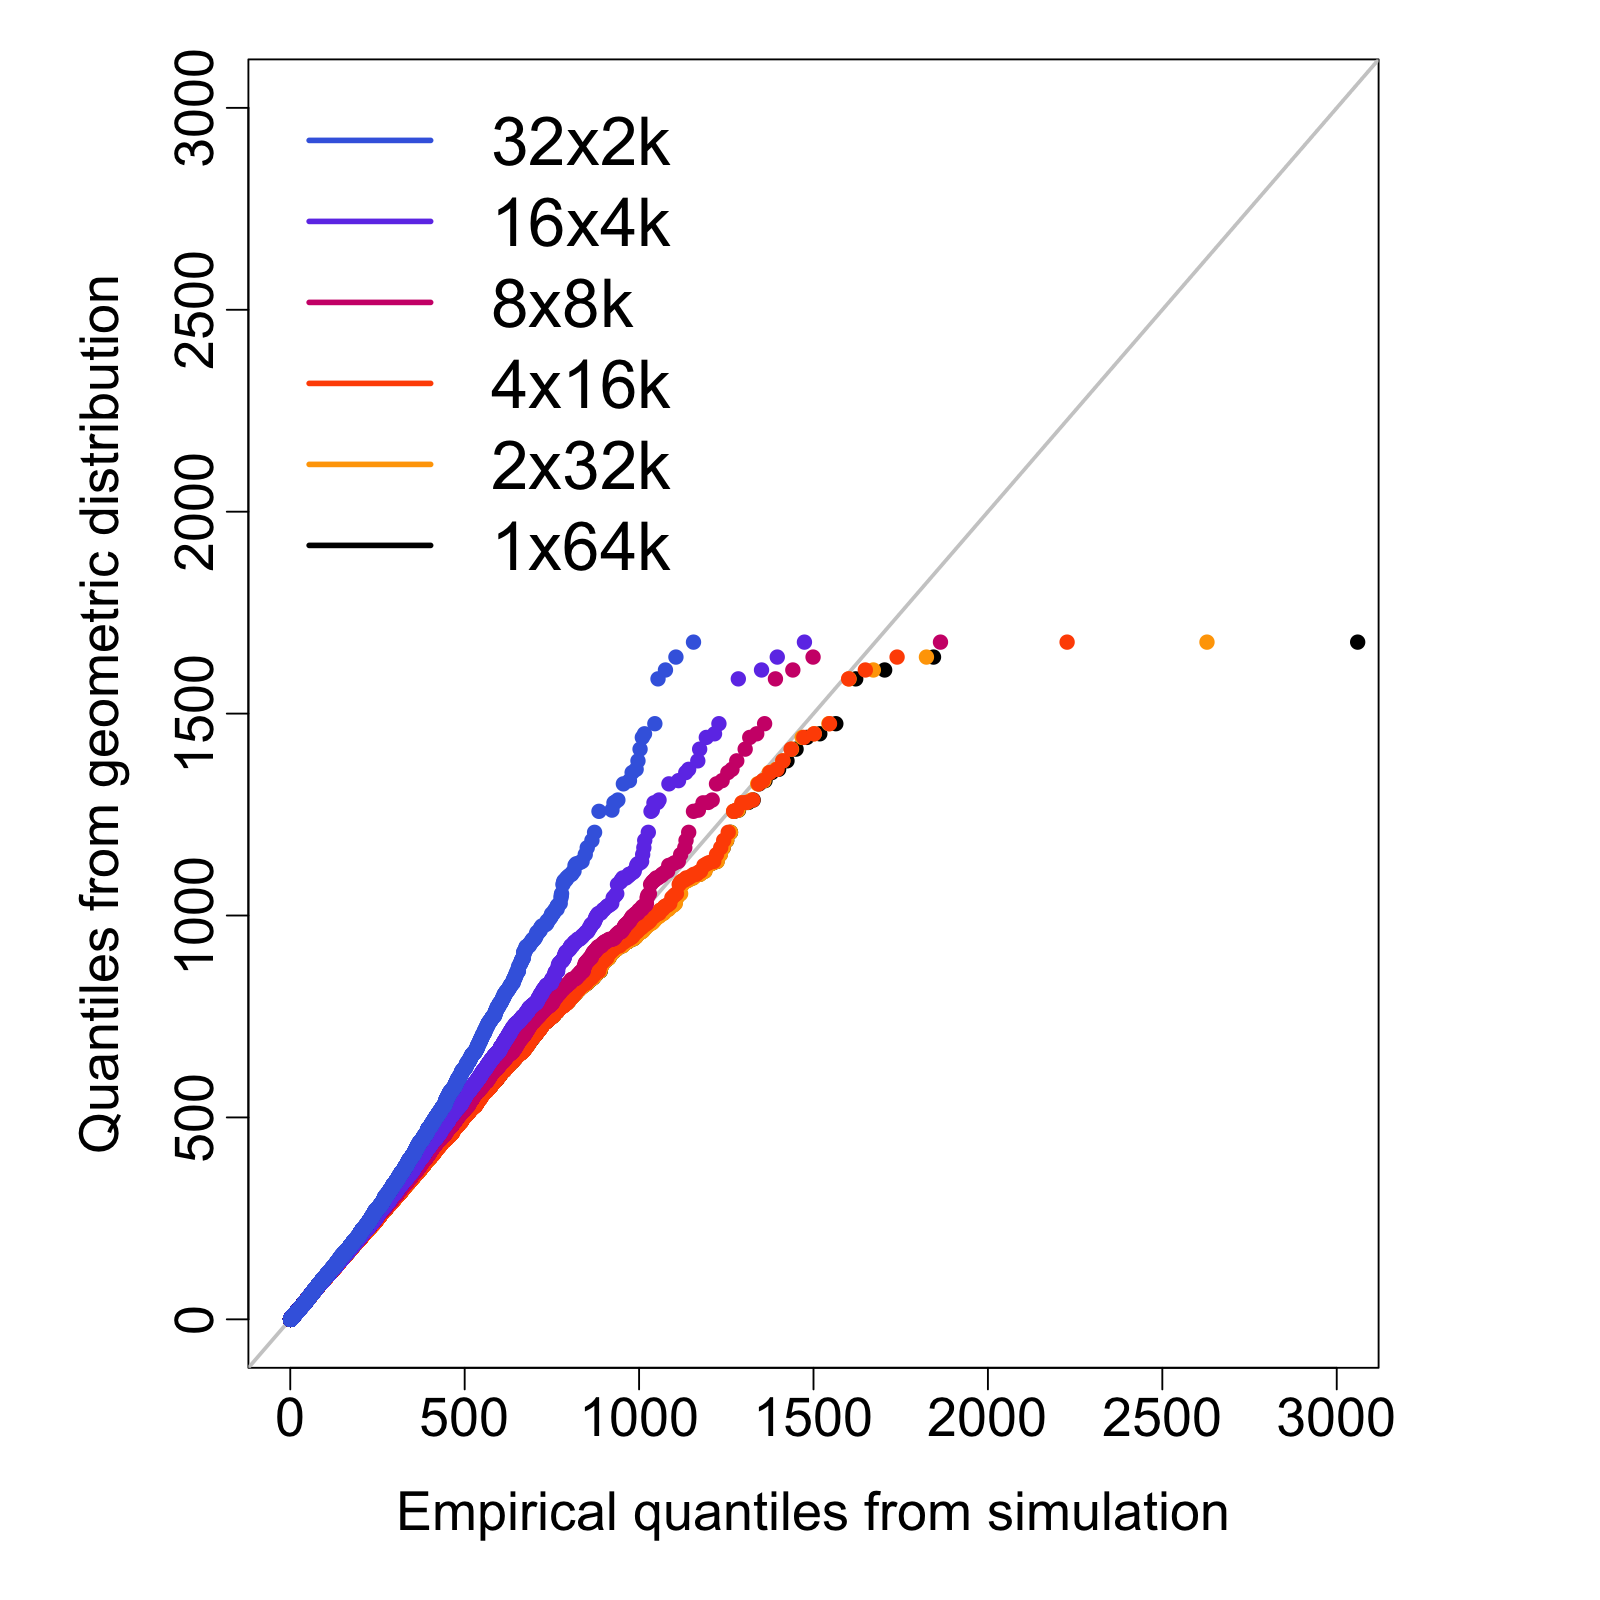 3000
2500
2000
1500
1000
500
0
Quantiles from geometric distribution
32x2k
16x4k
8x8k
4x16k
2x32k
1x64k
0 500 1000 1500 2000 2500 3000
Empirical quantiles from simulation